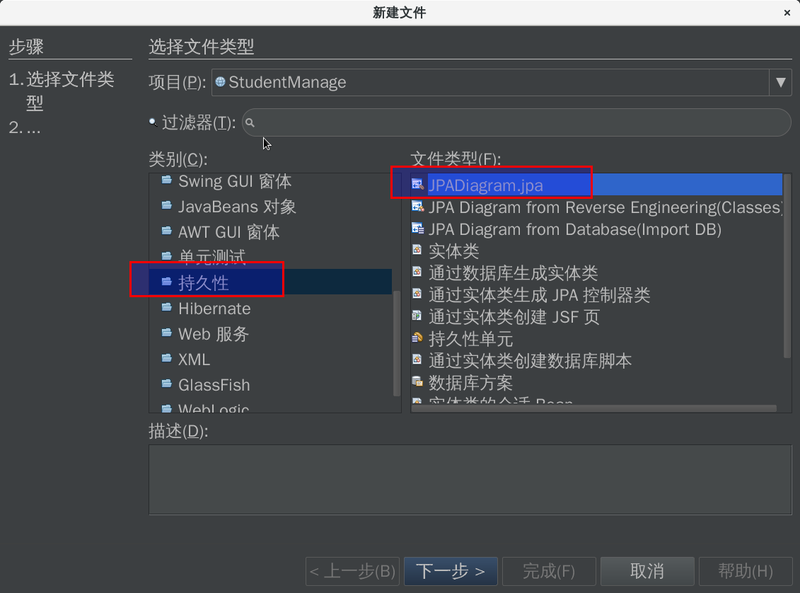 新建文件
步骤
1.选择文件类型
2. ...
选择文件类型
项目(P):
StudentManage
过滤器(T):
类别(C):
Swing GUI 窗体
JavaBeans 对象
AWT GUI 窗体
单元测试
持久性
Hibernate
Web 服务
XML
GlassFish
WebLogic
文件类型(F):
JPADiagram.jpa
JPA Diagram from Reverse Engineering(Classes)
JPA Diagram from Database(Import DB)
实体类
通过数据库生成实体类
通过实体类生成 JPA 控制器类
通过实体类创建 JSF 页
持久性单元
通过实体类创建数据库脚本
数据库方案
实体类的会话 Bean
描述(D):
< 上一步(B)
下一步 >
完成(F)
取消
帮助(H)